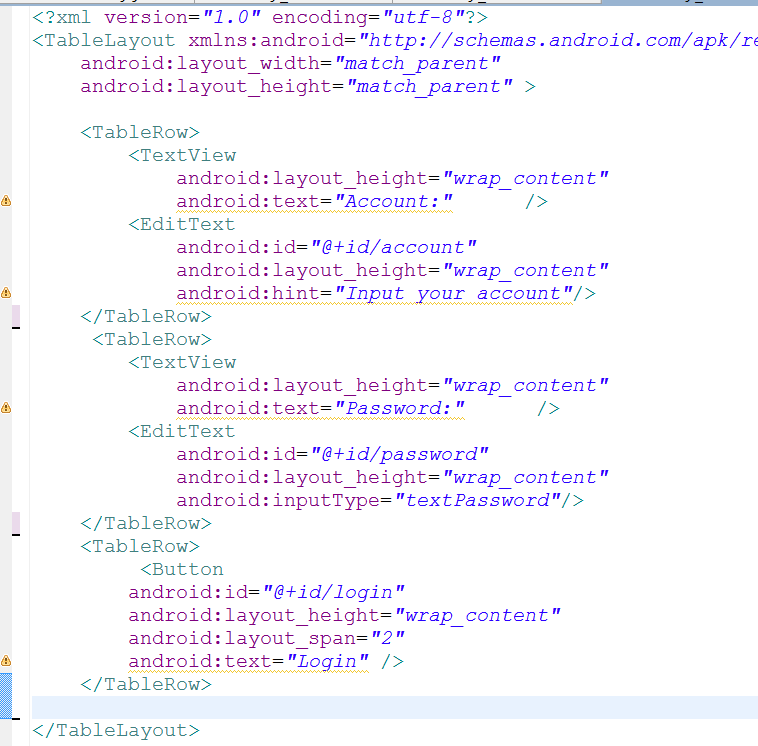 <?xml version="1.0" encoding="utf-8"?>
<TableLayout xmlns:android="http://schemas.android.com/apk/re
    android:layout_width="match_parent"
    android:layout_height="match_parent" >

    <TableRow>
        <TextView
            android:layout_height="wrap_content"
            android:text="Account:"      />
        <EditText
            android:id="@+id/account"
            android:layout_height="wrap_content"
            android:hint="Input your account"/>
    </TableRow>
     <TableRow>
        <TextView
            android:layout_height="wrap_content"
            android:text="Password:"      />
        <EditText
            android:id="@+id/password"
            android:layout_height="wrap_content"
            android:inputType="textPassword"/>
    </TableRow>
    <TableRow>
         <Button
        android:id="@+id/login"
        android:layout_height="wrap_content"
        android:layout_span="2"
        android:text="Login" />
    </TableRow>

</TableLayout>